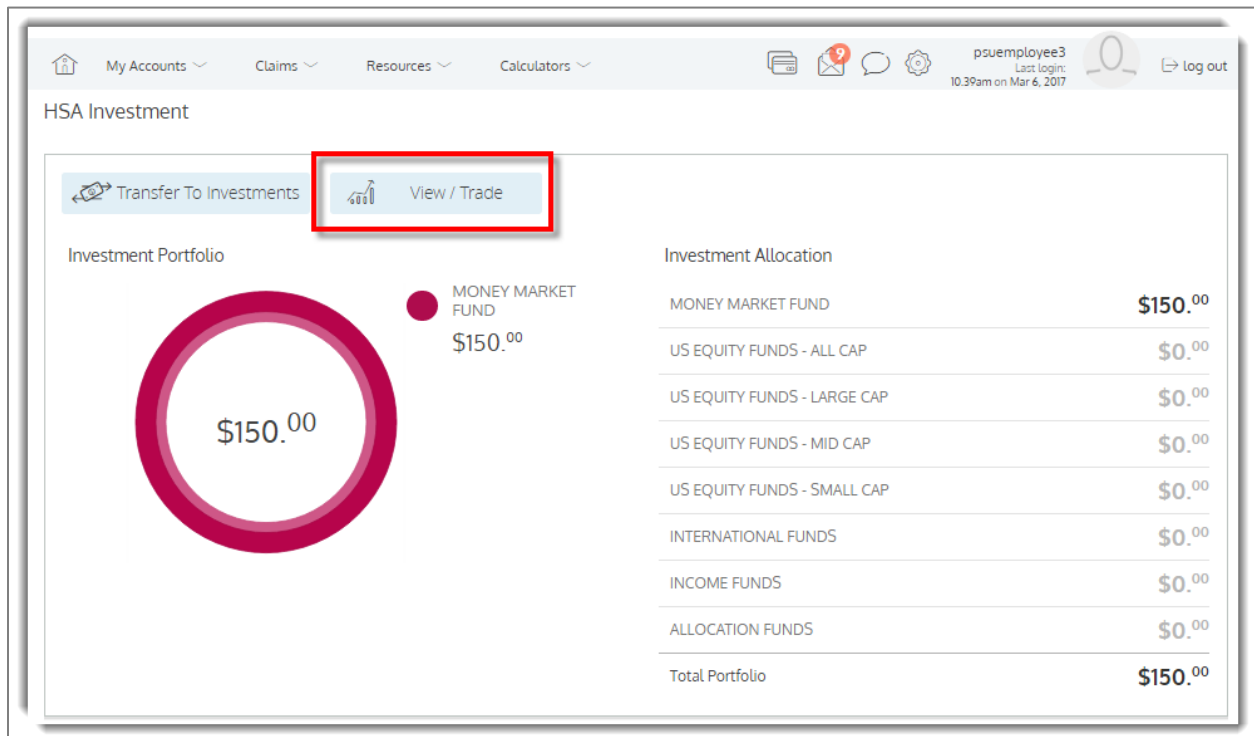 My Accounts Claims Resources Calculators 9 psuemployee3 log out
Last login:
10.39am on Mar 6, 2017
HSA Investment
Transfer To Investments View / Trade
Investment Portfolio
MONEY MARKET
FUND
$150.00
$150.00
Investment Allocation
MONEY MARKET FUND $150.00
US EQUITY FUNDS - ALL CAP $0.00
US EQUITY FUNDS - LARGE CAP $0.00
US EQUITY FUNDS - MID CAP $0.00
US EQUITY FUNDS - SMALL CAP $0.00
INTERNATIONAL FUNDS $0.00
INCOME FUNDS $0.00
ALLOCATION FUNDS $0.00
Total Portfolio $150.00